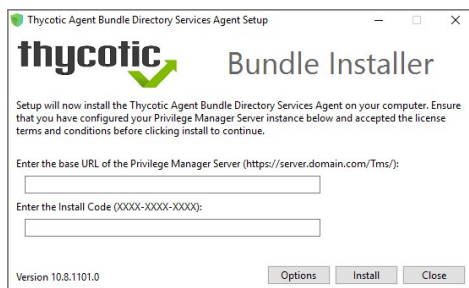 Thycotic Agent Bundle Directory Services Agent Setup
thycotic
Bundle Installer
Setup will now install the Thycotic Agent Bundle Directory Services Agent on your computer. Ensure
that you have configured your Privilege Manager Server instance below and accepted the license
terms and conditions before clicking install to continue.
Enter the base URL of the Privilege Manager Server (https://server.domain.com/Tms/):
Enter the Install Code (XXXX-XXXX-XXXX):
Version 10.8.1101.0
Options
Install
Close